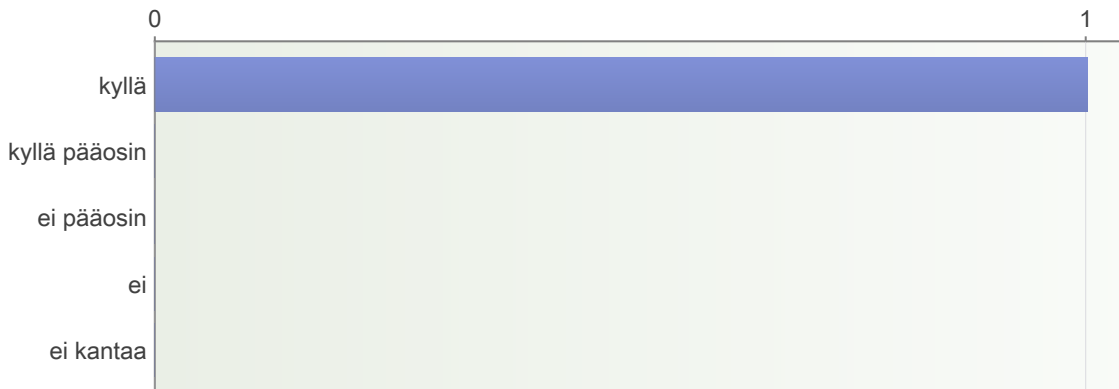 0 1
kyllä
kyllä pääosin
ei pääosin
ei
ei kantaa